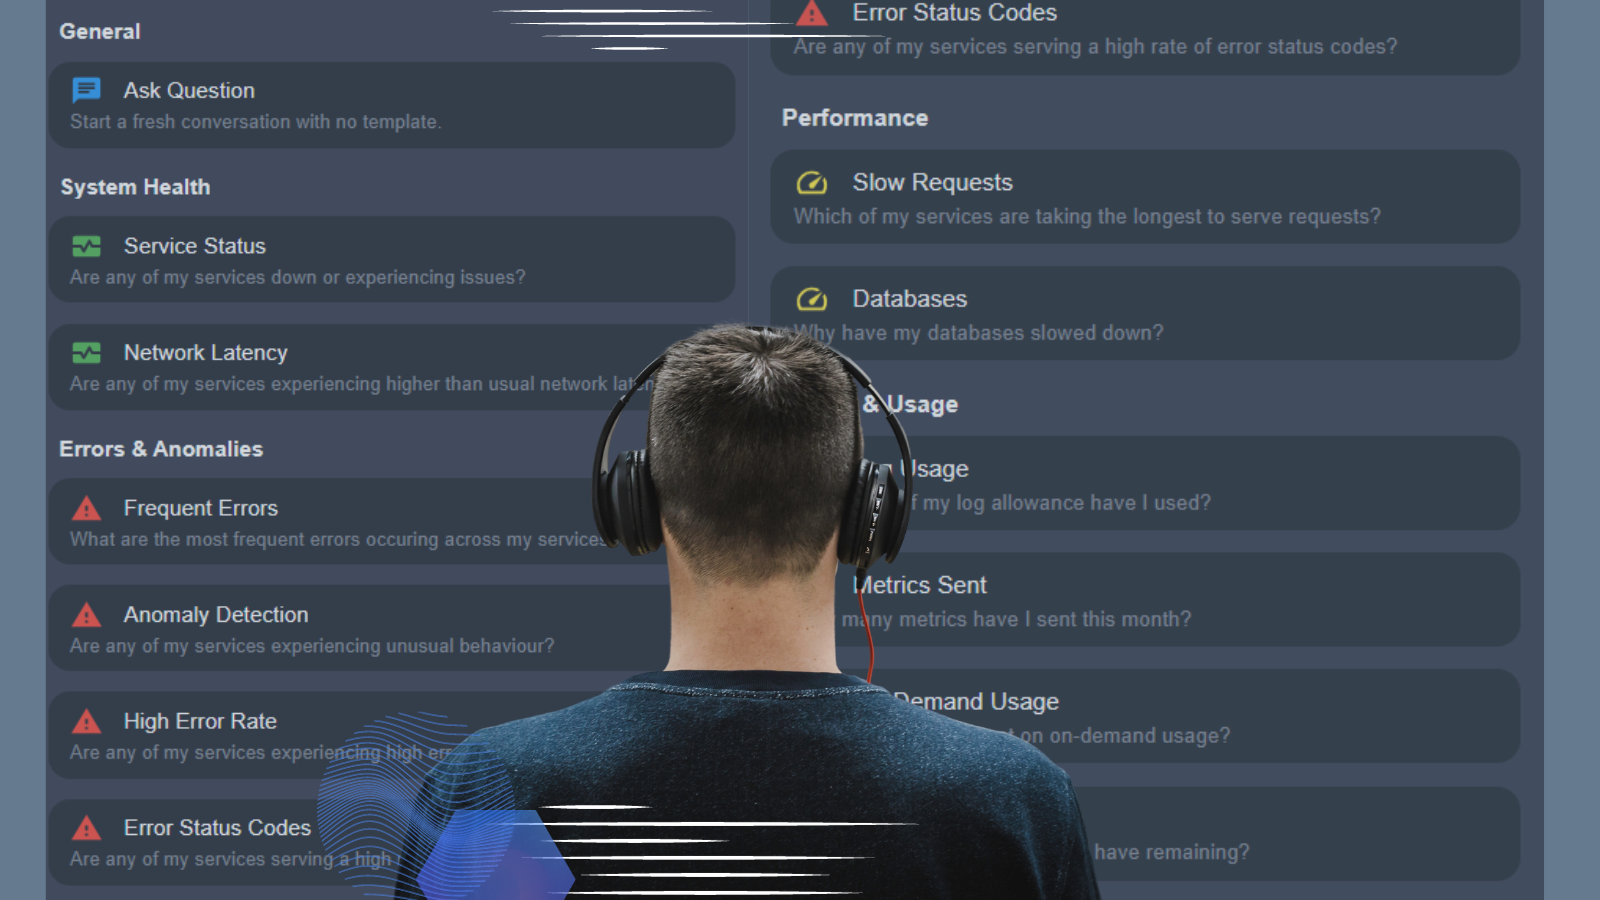 General
Ask Question
Start a fresh conversation with no template.
System Health
Service Status
Are any of my services down or experiencing issues?
Network Latency
Are any of my services experiencing higher than usual network
Errors & Anomalies
Frequent Errors
What are the most frequent errors occuring across my services
Anomaly Detection
Are any of my services experiencing unusual behaviour?
High Error Rate
Are any of my services experiencing high
Error Status Codes
Are any of my services serving a high
Error Status Codes
Are any of my services serving a high rate of error status codes?
Performance
Slow Requests
Which of my services are taking the longest to serve requests?
Databases
Why have my databases slowed down?
& Usage
Usage
my log allowance have I used?
Metrics Sent
many metrics have I sent this month?
Demand Usage
on on-demand usage?
have remaining?